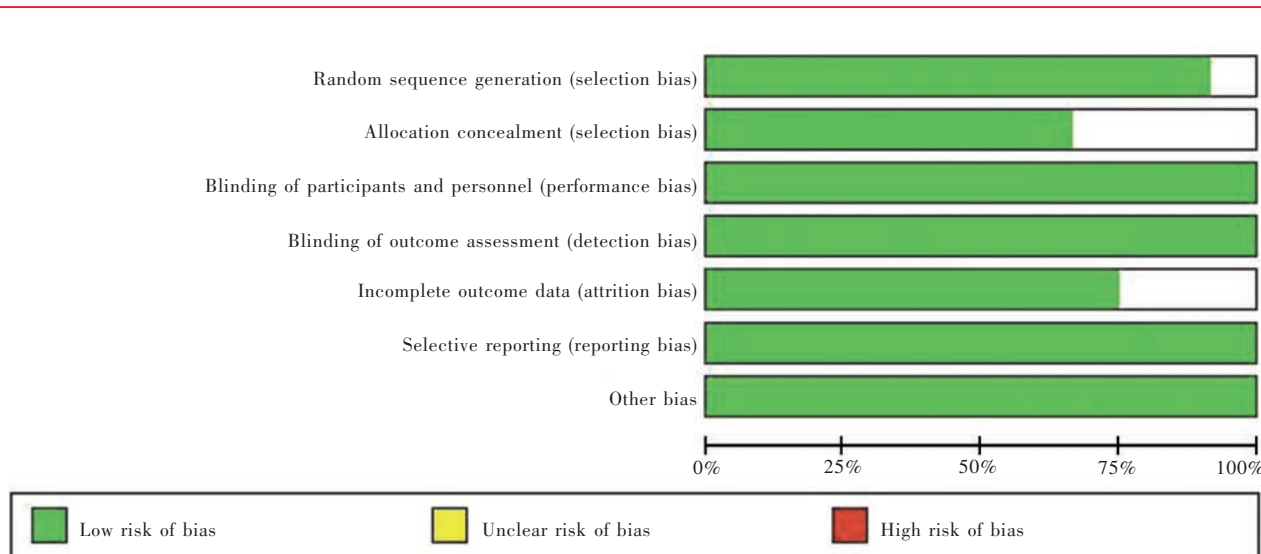 Random sequence generation (selection bias)
Allocation concealment (selection bias)
Blinding of participants and personnel (performance bias)
Blinding of outcome assessment (detection bias)
Incomplete outcome data (attrition bias)
Selective reporting (reporting bias)
Other bias
0% 25% 50% 75% 100%
Low risk of bias Unclear risk of bias High risk of bias